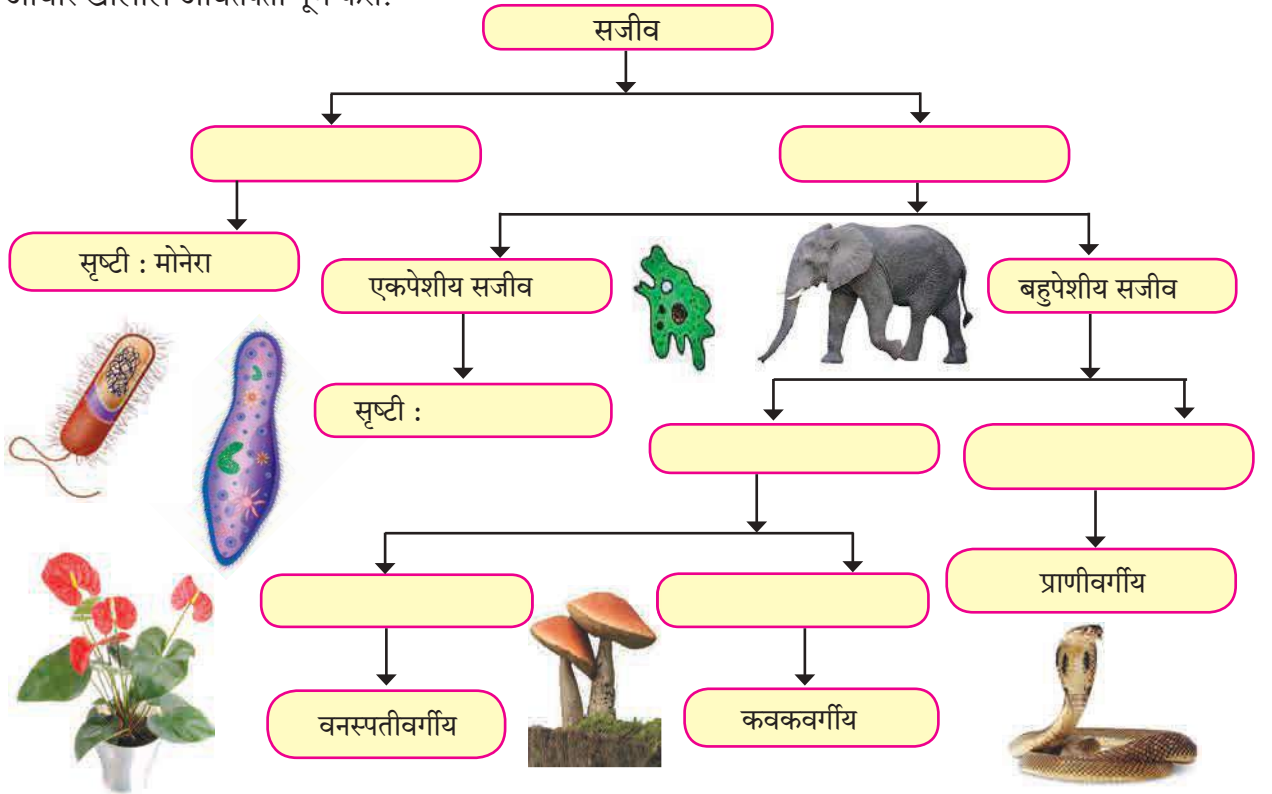 सजीव
सृष्टी : मोनेरा
एकपेशीय सजीव
बहुपेशीय सजीव
सृष्टी :
प्राणीवर्गीय
वनस्पतीवर्गीय
कवकवर्गीय